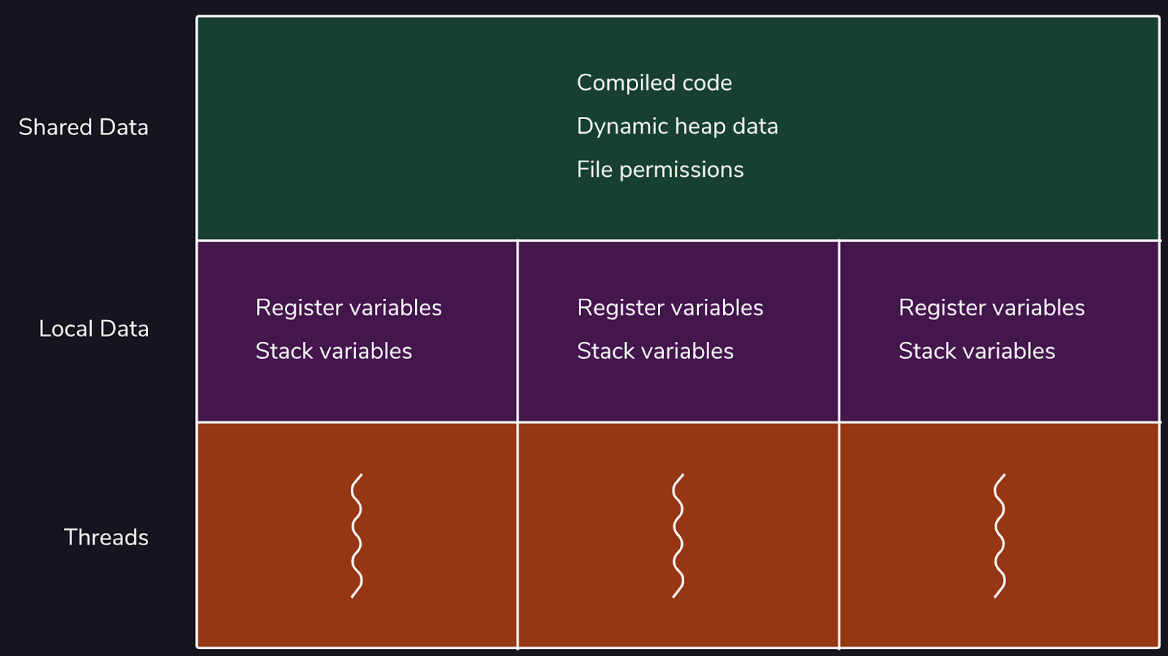 Shared Data
Compiled code
Dynamic heap data
File permissions
Local Data
Register variables
Stack variables
Register variables
Stack variables
Register variables
Stack variables
Threads